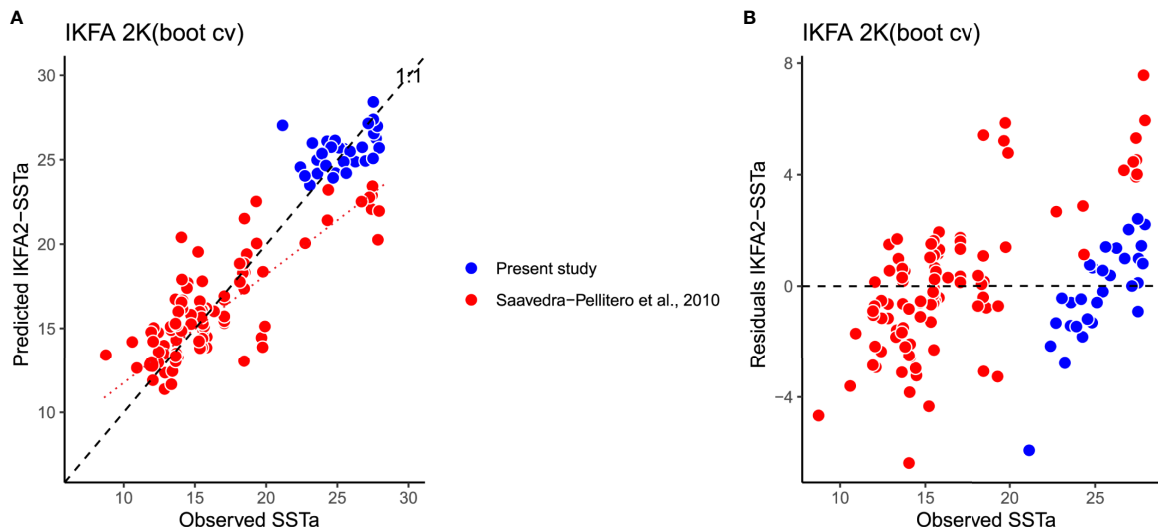 A
IKFA 2K(boot cv)
Predicted IKFA2−SSTa
30
25
20
15
10
1:1
10 15 20 25 30
Observed SSTa
Present study
Saavedra−Pellitero et al., 2010
B
IKFA 2K(boot cv)
Residuals IKFA2−SSTa
8
4
0
−4
10 15 20 25
Observed SSTa